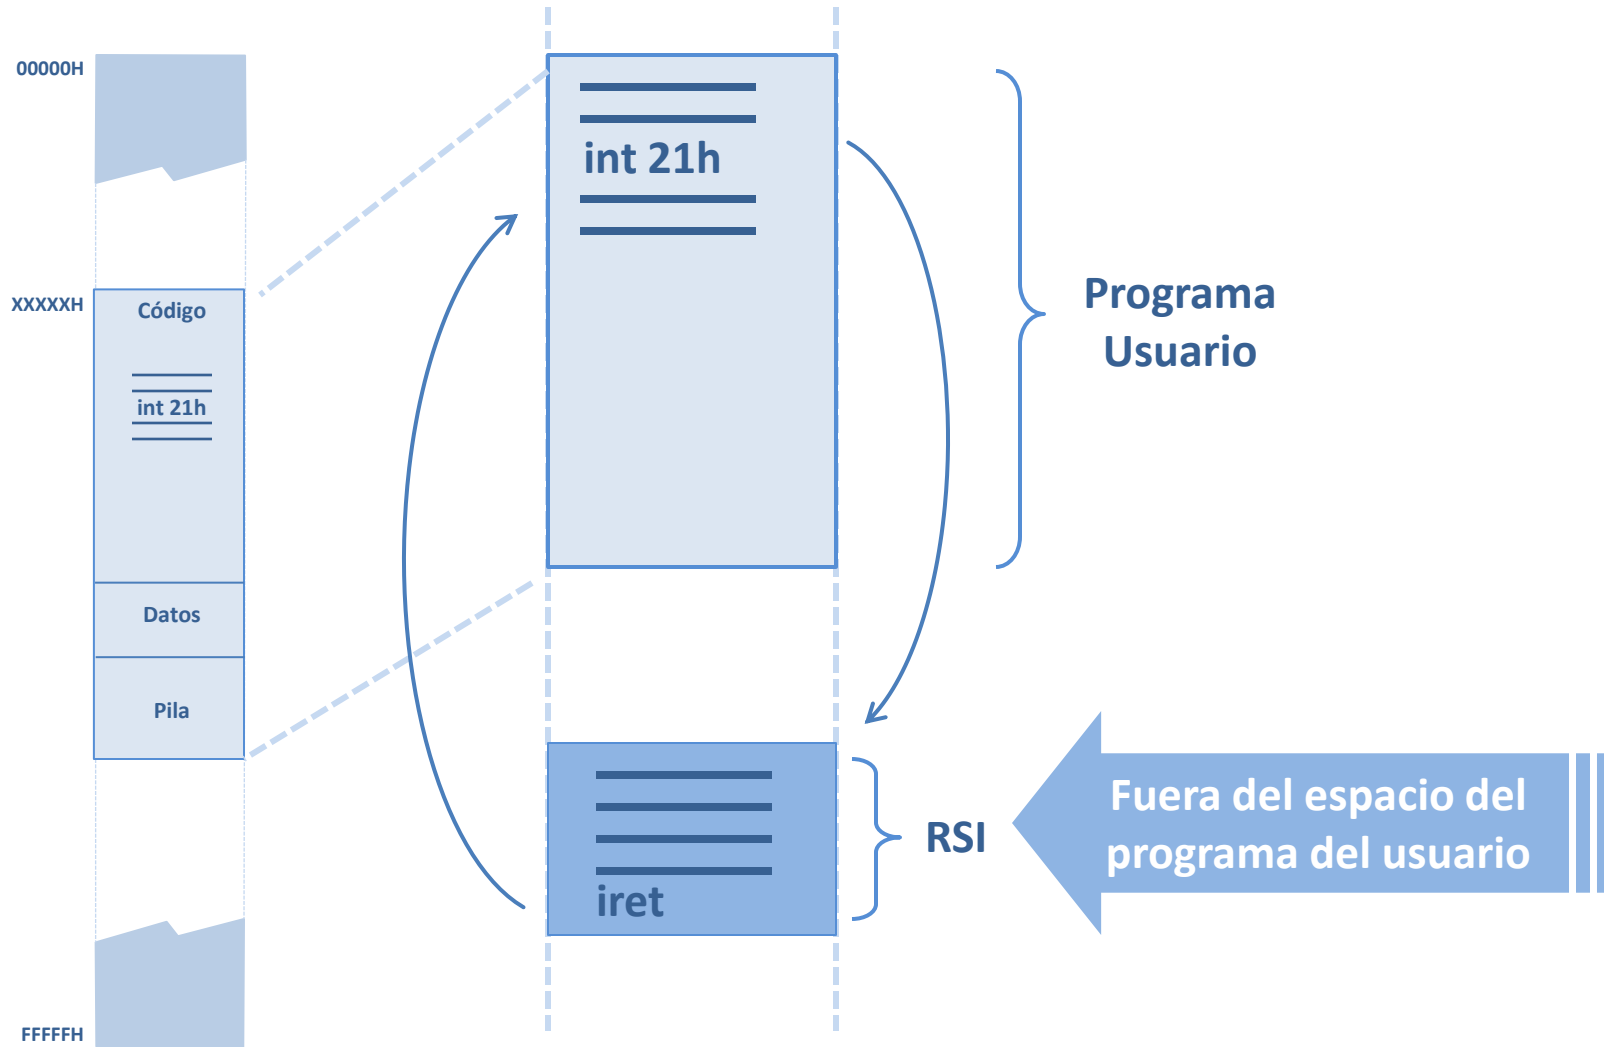 00000H
XXXXXH
Código
int 21h
Datos
Pila
FFFFFH
int 21h
Programa
Usuario
iret
RSI
Fuera del espacio del
programa del usuario